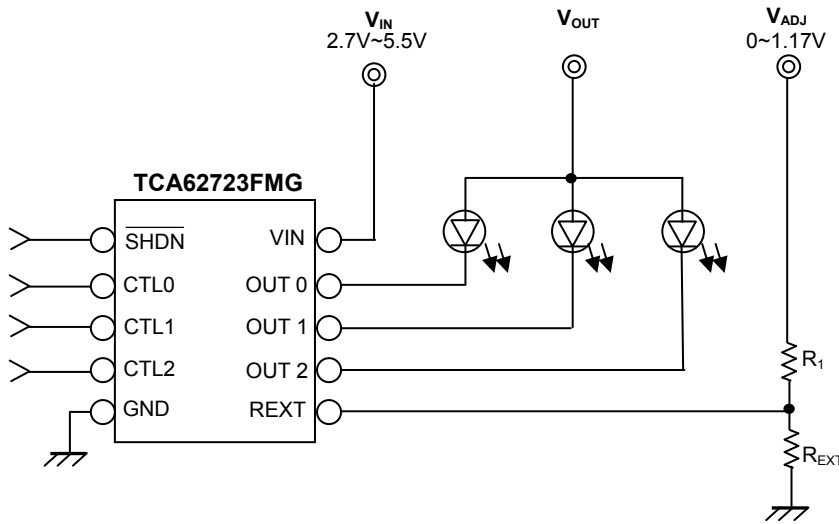 VIN
2.7V~5.5V
VOUT
VADJ
0~1.17V
TCA62723FMG
SHDN
VIN
CTL0
OUT 0
CTL1
OUT 1
CTL2
OUT 2
GND
REXT
R1
REXT